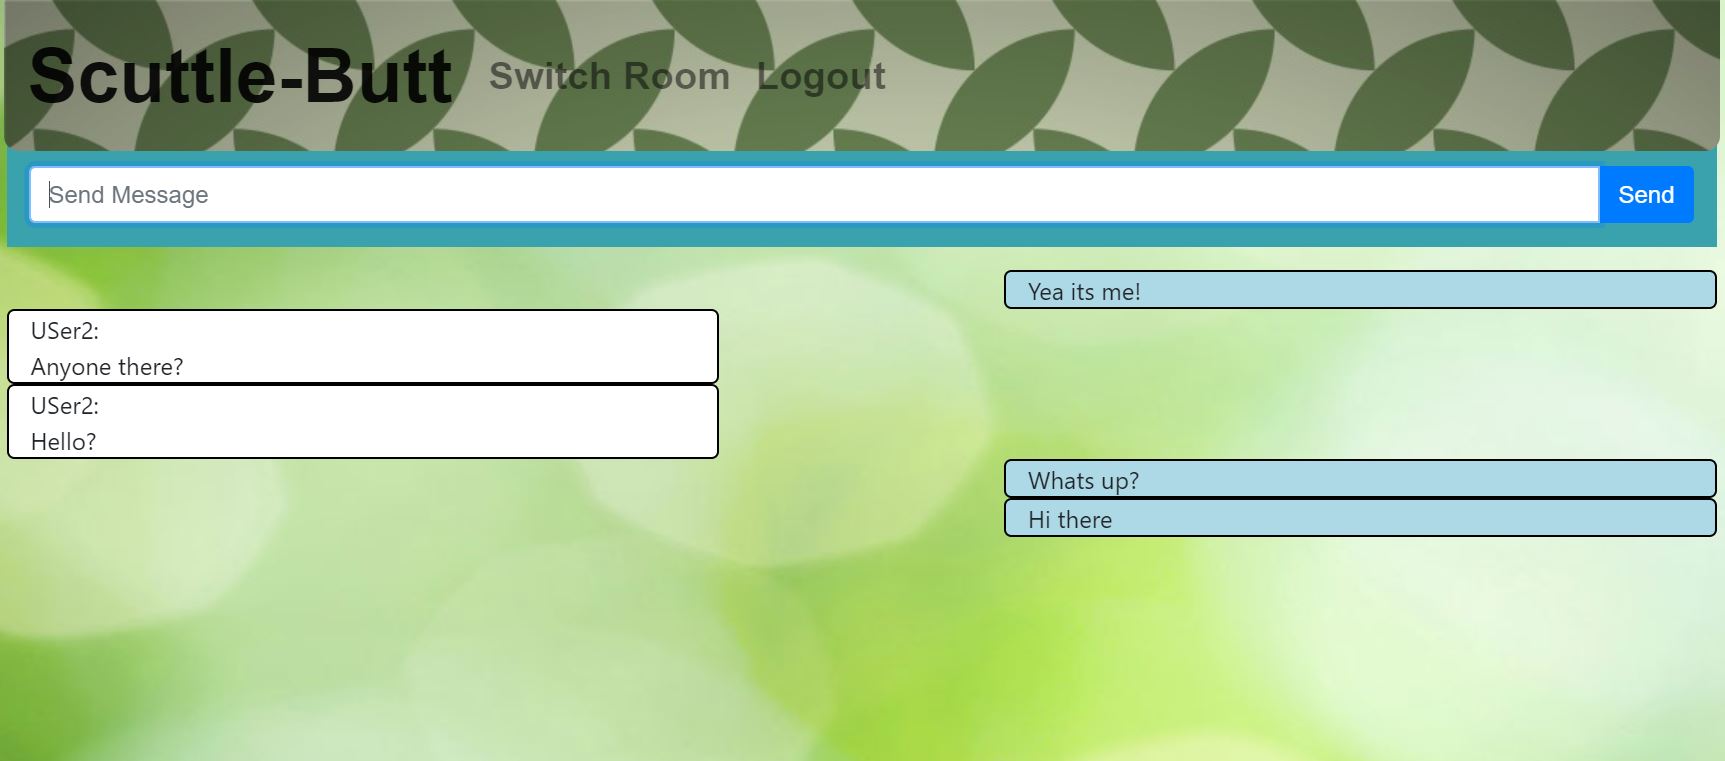 Scuttle-Butt Switch Room Logout
Send Message Send
Yea its me!
USer2:
Anyone there?
USer2:
Hello?
Whats up?
Hi there